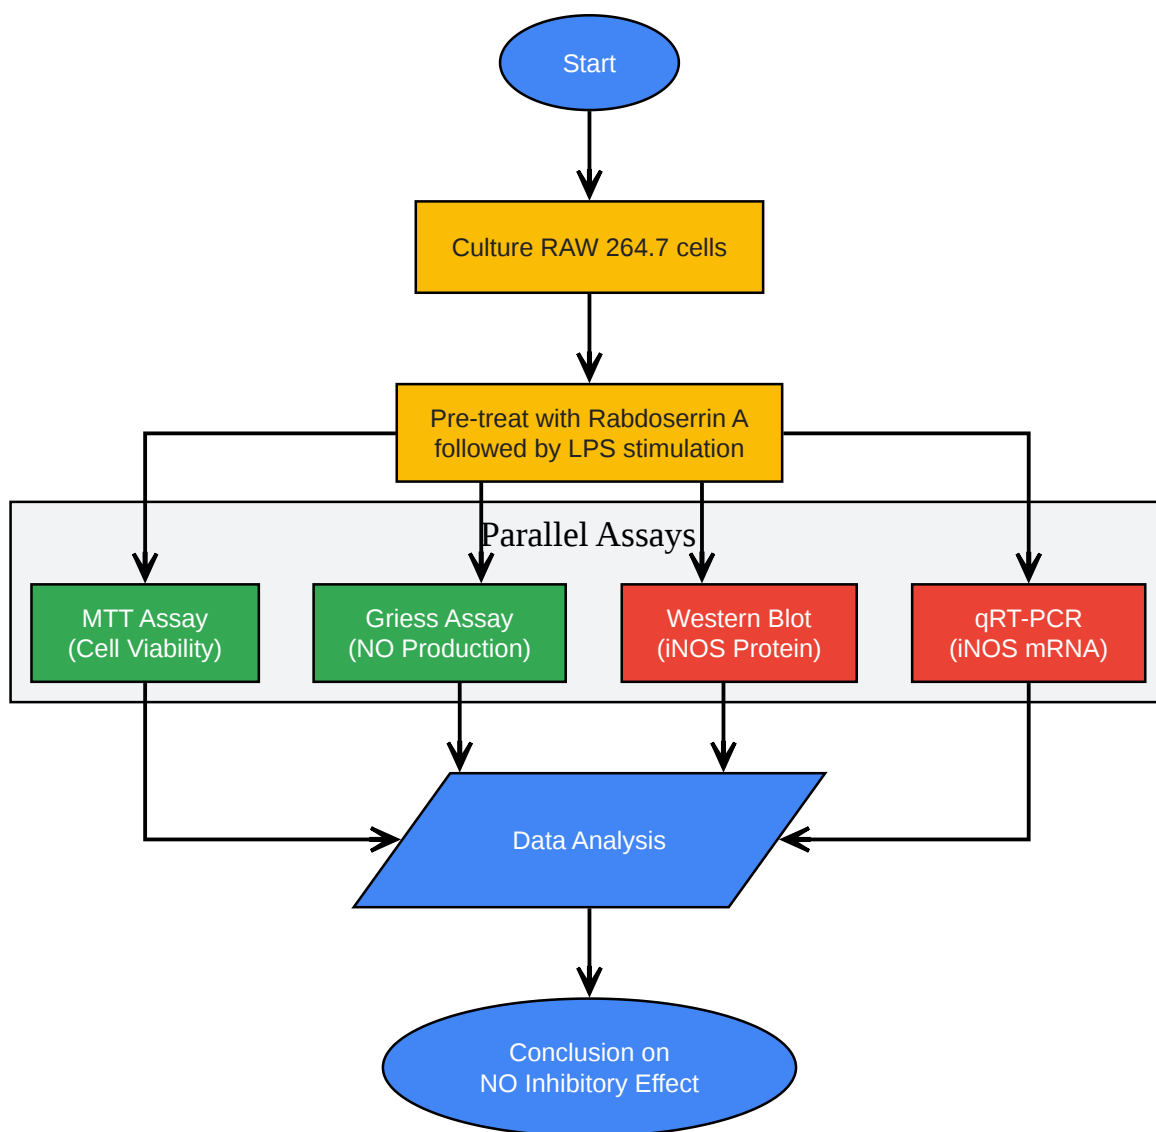 Start
Culture RAW 264.7 cells
Pre-treat with Rabdoserrin A
followed by LPS stimulation
Parallel Assays
MTT Assay
(Cell Viability)
Griess Assay
(NO Production)
Western Blot
(iNOS Protein)
qRT-PCR
(iNOS mRNA)
Data Analysis
Conclusion on
NO Inhibitory Effect